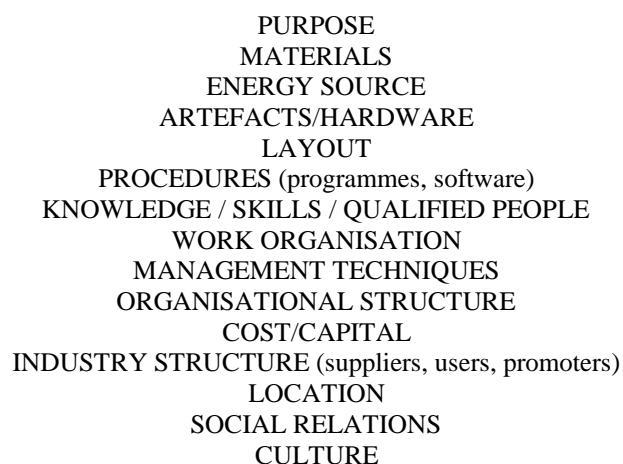 PURPOSE
MATERIALS
ENERGY SOURCE
ARTEFACTS/HARDWARE
LAYOUT
PROCEDURES (programmes, software)
KNOWLEDGE / SKILLS / QUALIFIED PEOPLE
WORK ORGANISATION
MANAGEMENT TECHNIQUES
ORGANISATIONAL STRUCTURE
COST/CAPITAL
INDUSTRY STRUCTURE (suppliers, users, promoters)
LOCATION
SOCIAL RELATIONS
CULTURE